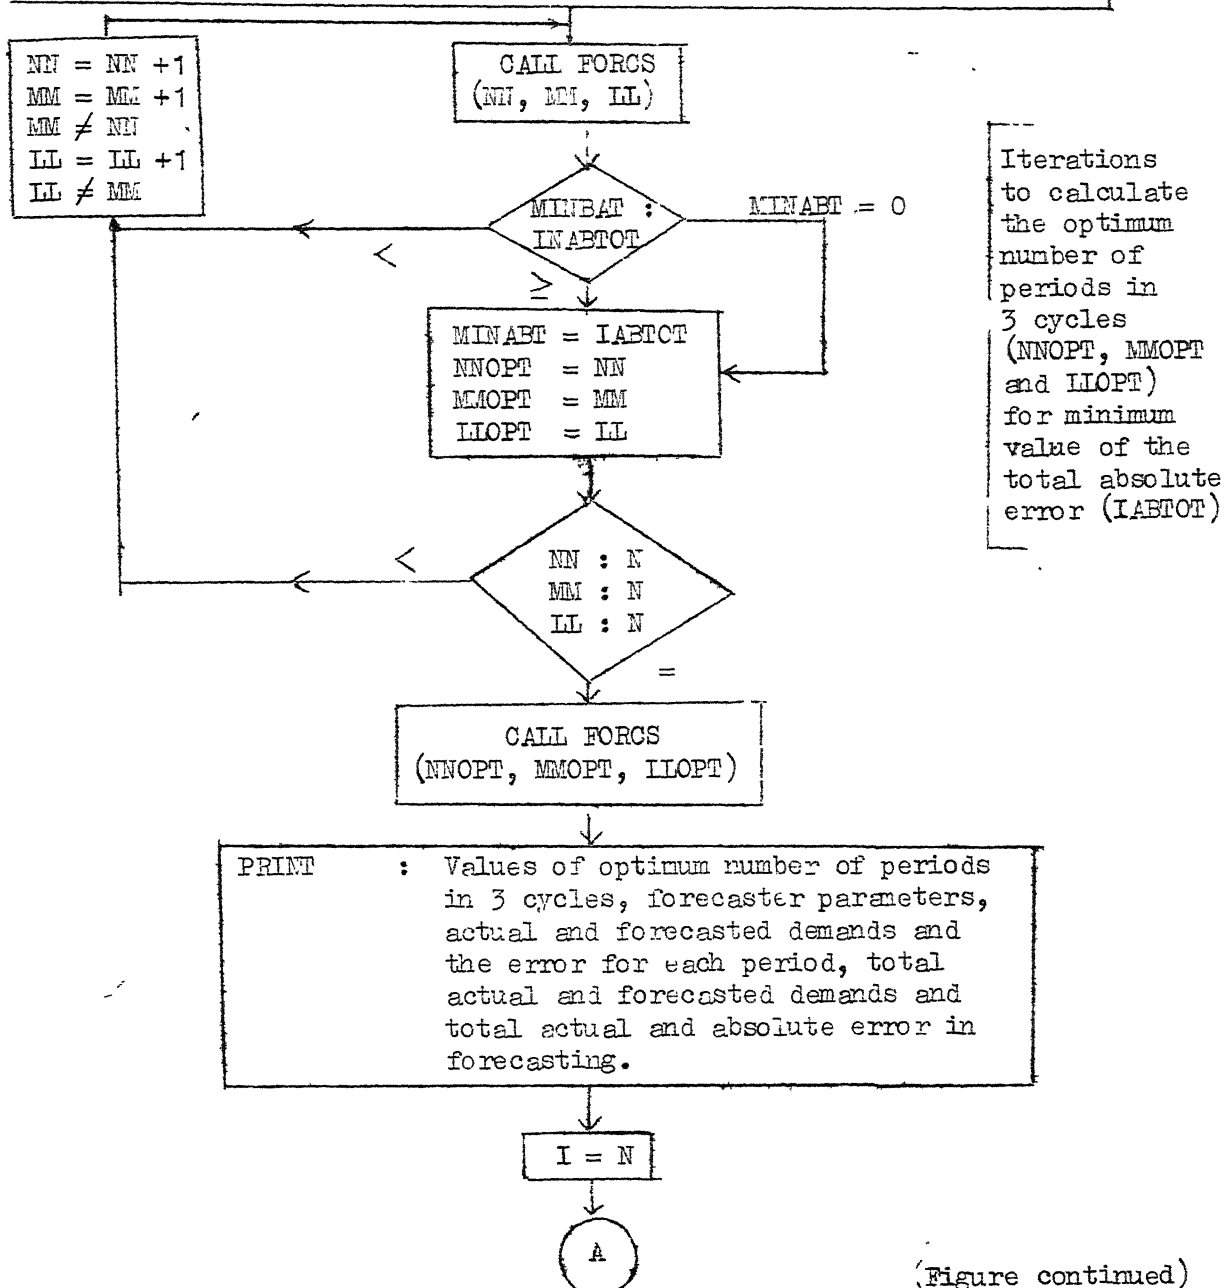 NN = NN +1
MM = MM +1
MM ≠ NN
LL = LL +1
LL ≠ MM
CALL FORCS
(NN, MM, LL)
MINBAT :
INABTOT
MINABT = 0
<
≥
MINABT = IABTOT
NNOPT = NN
MMOPT = MM
LLOPT = LL
Iterations
to calculate
the optimum
number of
periods in
3 cycles
(NNOPT, MMOPT
and LLOPT)
for minimum
value of the
total absolute
error (IABTOT)
<
NN : N
MM : N
LL : N
=
CALL FORCS
(NNOPT, MMOPT, LLOPT)
PRINT : Values of optimum number of periods
in 3 cycles, forecaster parameters,
actual and forecasted demands and
the error for each period, total
actual and forecasted demands and
total actual and absolute error in
forecasting.
I = N
A
(Figure continued)